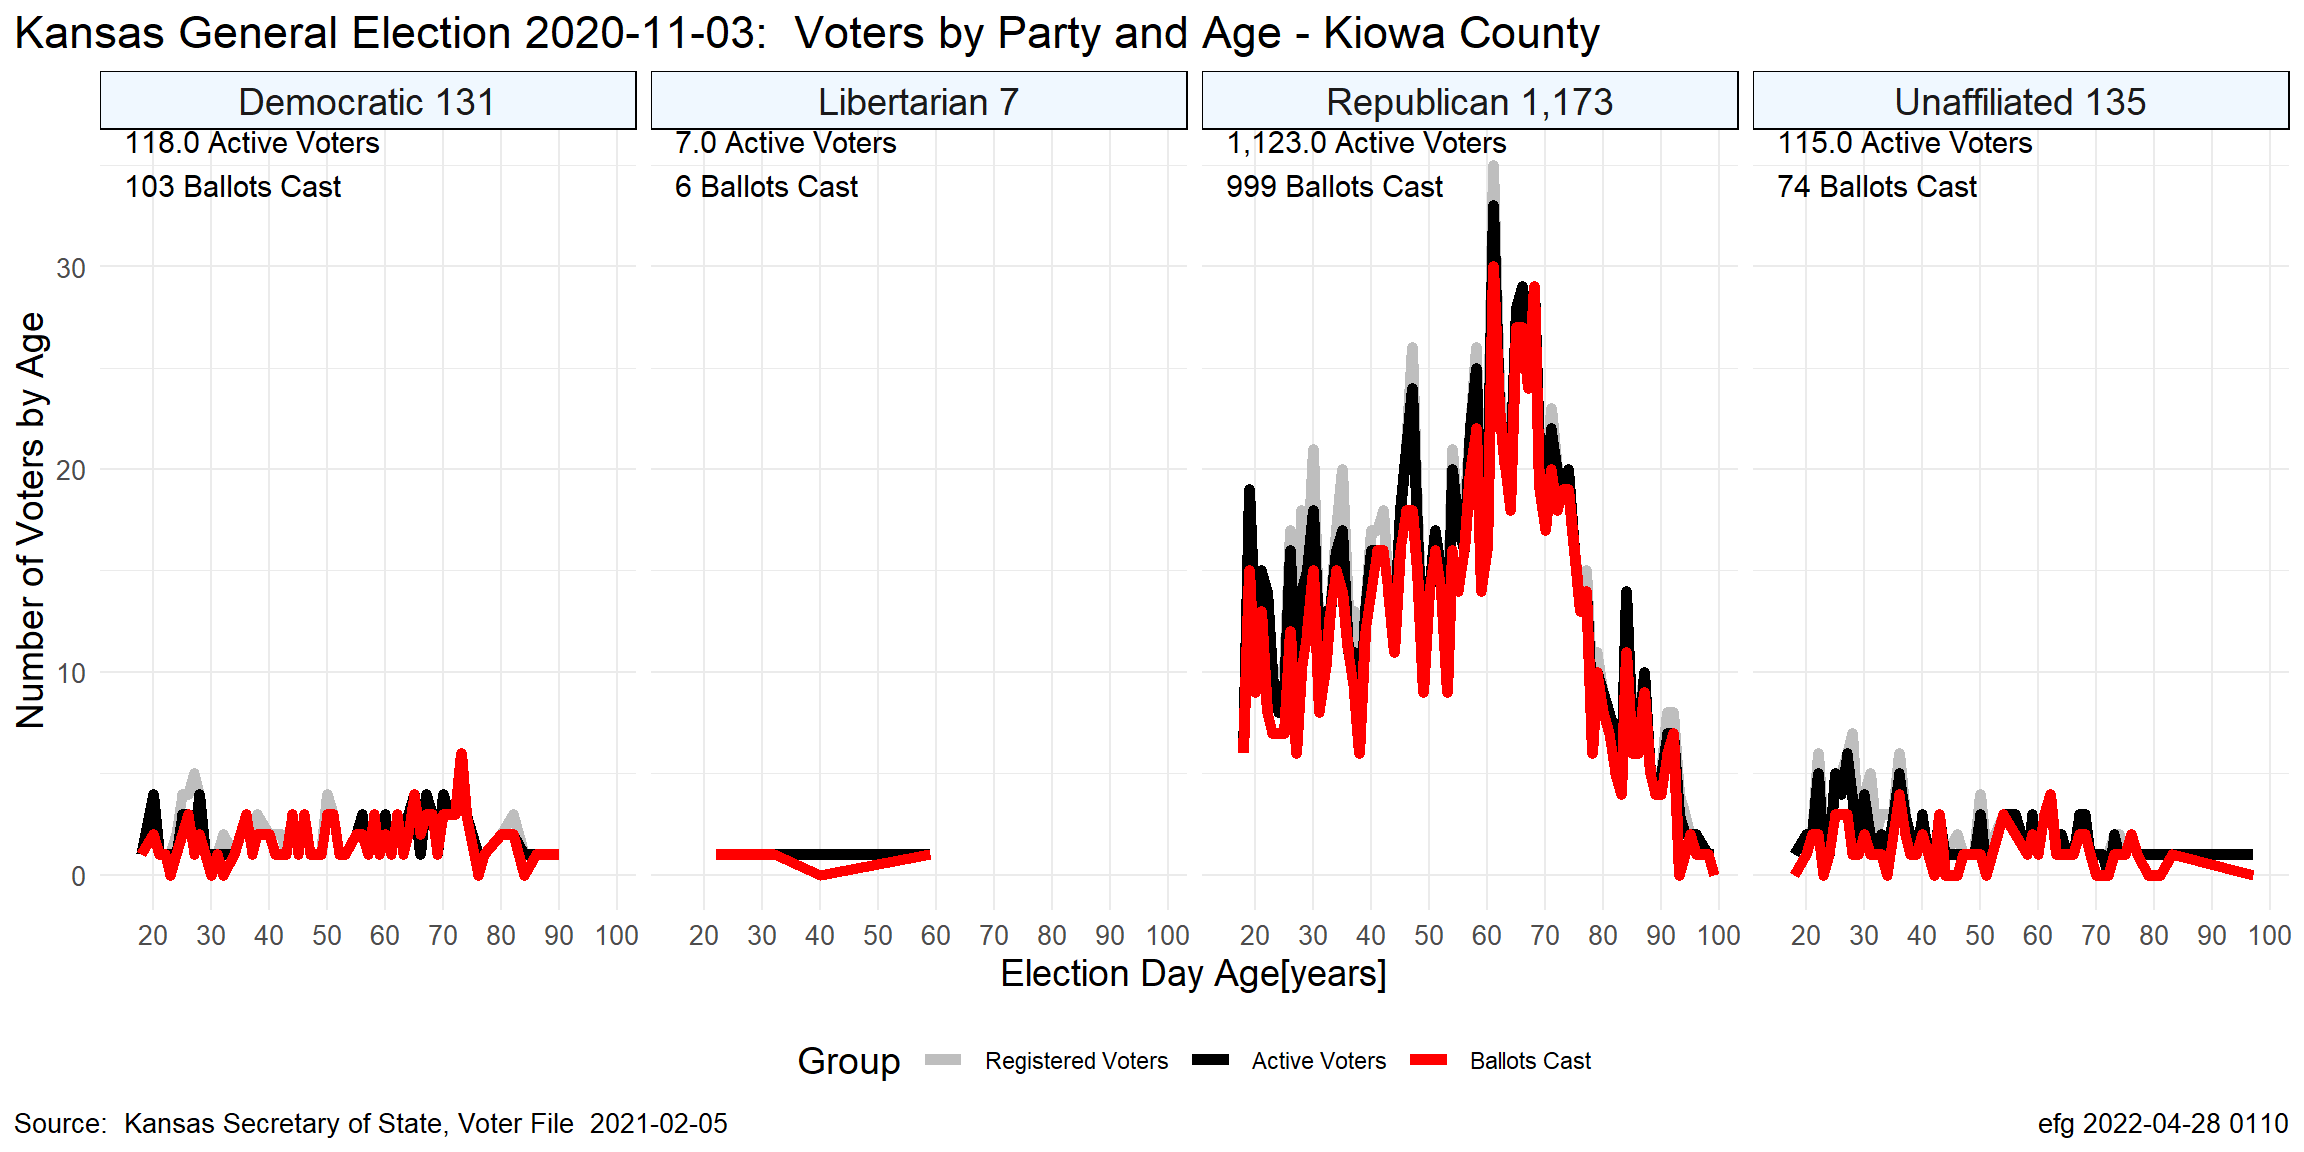 Kansas General Election 2020-11-03:  Voters by Party and Age - Kiowa County
Democratic 131
Libertarian 7
Republican 1,173
Unaffiliated 135
118.0 Active Voters
103 Ballots Cast
7.0 Active Voters
6 Ballots Cast
1,123.0 Active Voters
999 Ballots Cast
115.0 Active Voters
74 Ballots Cast
Number of Voters by Age
30
20
10
0
20 30 40 50 60 70 80 90 100
20 30 40 50 60 70 80 90 100
20 30 40 50 60 70 80 90 100
20 30 40 50 60 70 80 90 100
Election Day Age[years]
Group Registered Voters Active Voters Ballots Cast
Source:  Kansas Secretary of State, Voter File  2021-02-05
efg 2022-04-28 0110